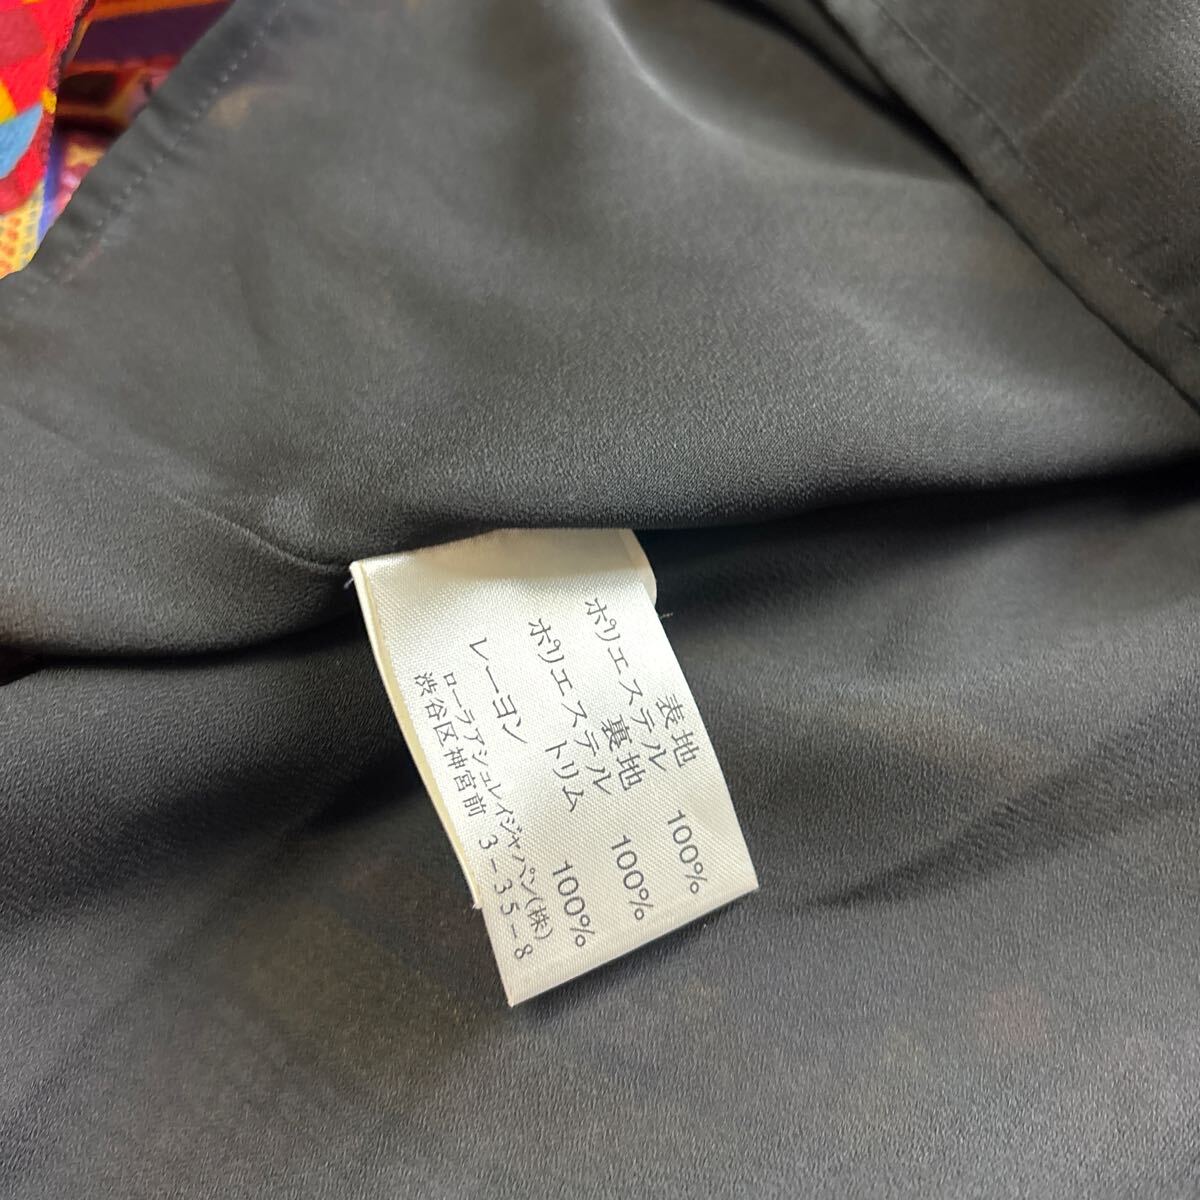 表地
ポリエステル 100%
裏地
ポリエステル 100%
トリム
レーヨン 100%
ローラアシュレイジャパン(株)
渋谷区神宮前 3-35-8